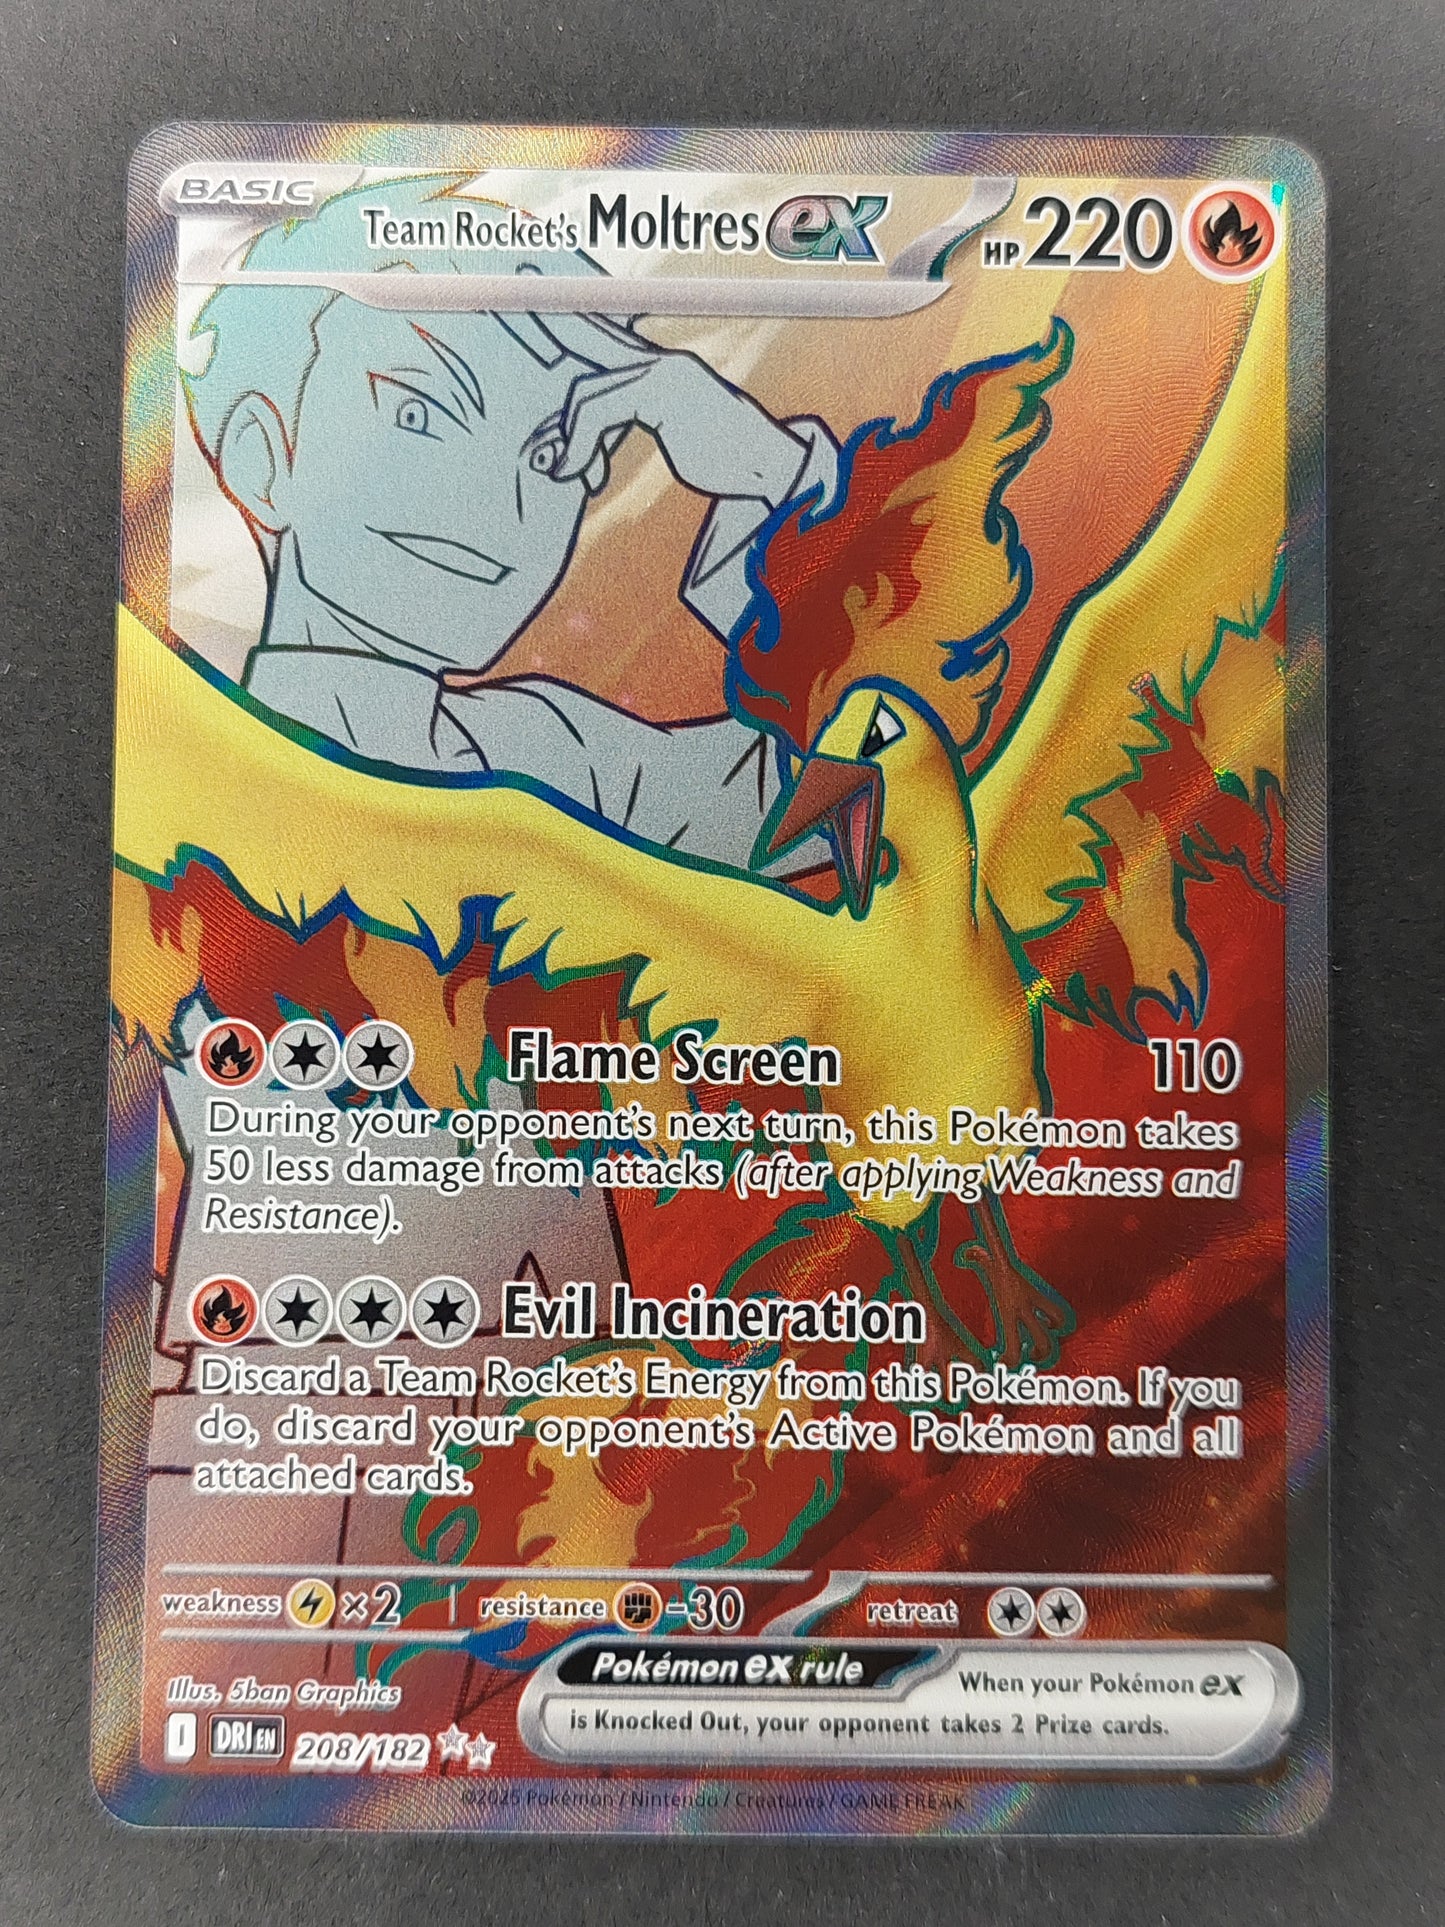 BASIC
Team Rocket's Moltres ex HP 220
Flame Screen 110
During your opponent's next turn, this Pokémon takes
50 less damage from attacks (after applying Weakness and
Resistance).
Evil Incineration
Discard a Team Rocket's Energy from this Pokémon. If you
do, discard your opponent's Active Pokémon and all
attached cards.
weakness ×2 resistance -30 retreat
Illus. 5ban Graphics
Pokémon ex rule When your Pokémon ex
is Knocked Out, your opponent takes 2 Prize cards.
I DRI EN 208/182
©2025 Pokémon / Nintendo / Creatures / GAME FREAK